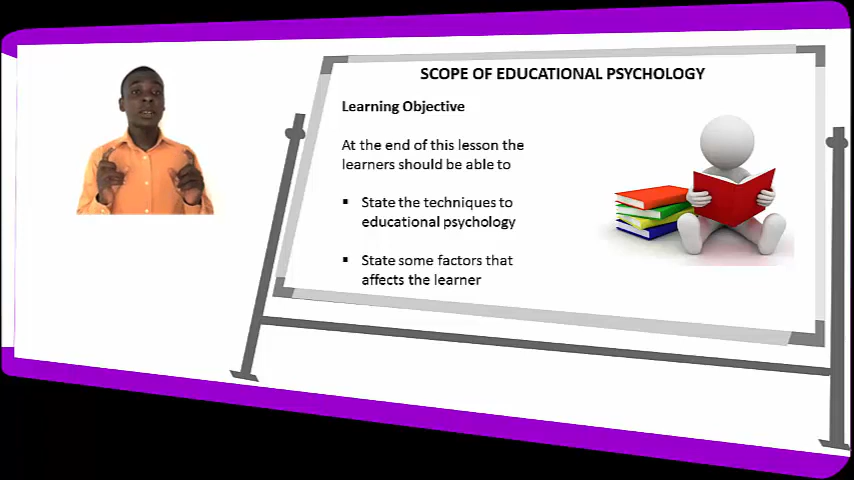 SCOPE OF EDUCATIONAL PSYCHOLOGY
Learning Objective
At the end of this lesson the
learners should be able to
▪ State the techniques to
educational psychology
▪ State some factors that
affects the learner